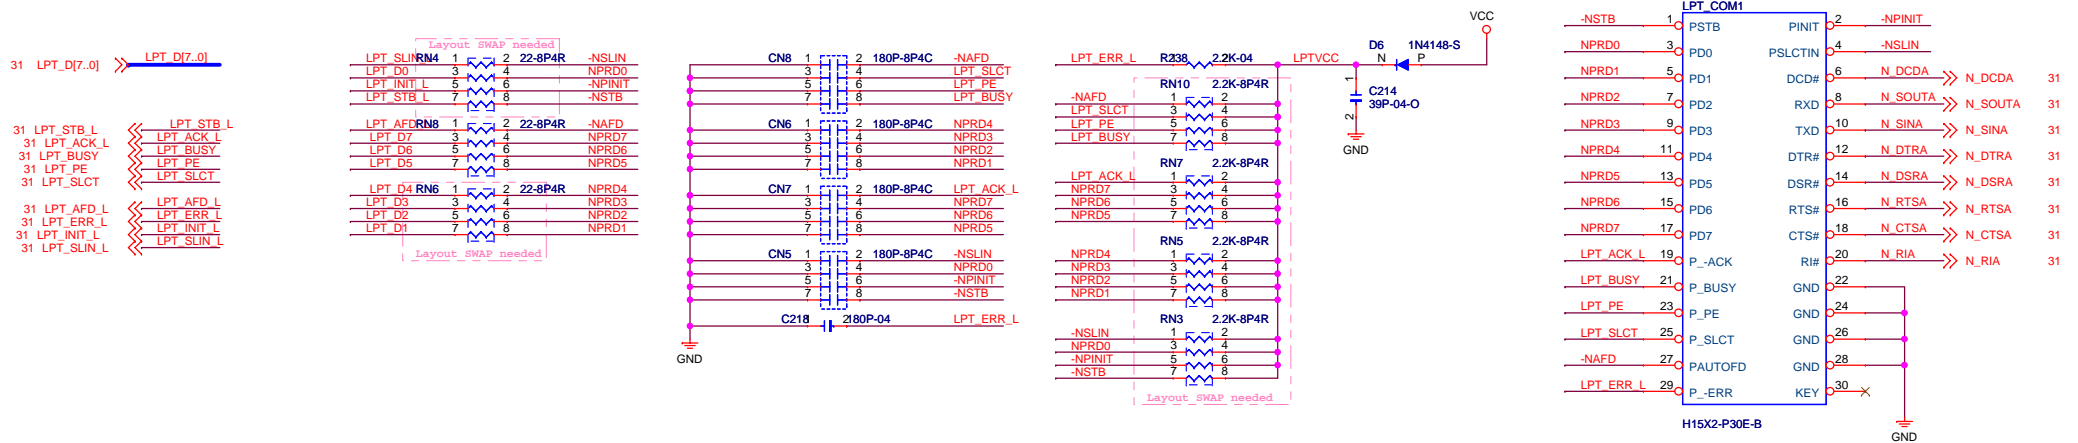 31 LPT_D[7..0] LPT_D[7..0]
31 LPT_STB_L LPT_STB_L
31 LPT_ACK_L LPT_ACK_L
31 LPT_BUSY LPT_BUSY
31 LPT_PE LPT_PE
31 LPT_SLCT LPT_SLCT
31 LPT_AFD_L LPT_AFD_L
31 LPT_ERR_L LPT_ERR_L
31 LPT_INIT_L LPT_INIT_L
31 LPT_SLIN_L LPT_SLIN_L
Layout SWAP needed
LPT_SLIN_L RN4 1 2 22-8P4R -NSLIN
LPT_D0 3 4 NPRD0
LPT_INIT_L 5 6 -NPINIT
LPT_STB_L 7 8 -NSTB
LPT_AFD_L RN8 1 2 22-8P4R -NAFD
LPT_D7 3 4 NPRD7
LPT_D6 5 6 NPRD6
LPT_D5 7 8 NPRD5
LPT_D4 RN6 1 2 22-8P4R NPRD4
LPT_D3 3 4 NPRD3
LPT_D2 5 6 NPRD2
LPT_D1 7 8 NPRD1
Layout SWAP needed
CN8 1 2 180P-8P4C -NAFD
3 4 LPT_SLCT
5 6 LPT_PE
7 8 LPT_BUSY
CN6 1 2 180P-8P4C NPRD4
3 4 NPRD3
5 6 NPRD2
7 8 NPRD1
CN7 1 2 180P-8P4C LPT_ACK_L
3 4 NPRD7
5 6 NPRD6
7 8 NPRD5
CN5 1 2 180P-8P4C -NSLIN
3 4 NPRD0
5 6 -NPINIT
7 8 -NSTB
C218 1 2 180P-04 LPT_ERR_L
GND
LPT_ERR_L R238 1 2 2.2K-04 LPTVCC
D6 1N4148-S VCC
N P
1 C214
39P-04-O
2
GND
RN10 2.2K-8P4R
-NAFD 1 2
LPT_SLCT 3 4
LPT_PE 5 6
LPT_BUSY 7 8
RN7 2.2K-8P4R
LPT_ACK_L 1 2
NPRD7 3 4
NPRD6 5 6
NPRD5 7 8
RN5 2.2K-8P4R
NPRD4 1 2
NPRD3 3 4
NPRD2 5 6
NPRD1 7 8
RN3 2.2K-8P4R
-NSLIN 1 2
NPRD0 3 4
-NPINIT 5 6
-NSTB 7 8
Layout SWAP needed
LPT_COM1
-NSTB 1 PSTB PINIT 2 -NPINIT
NPRD0 3 PD0 PSLCTIN 4 -NSLIN
NPRD1 5 PD1 DCD# 6 N_DCDA N_DCDA 31
NPRD2 7 PD2 RXD 8 N_SOUTA N_SOUTA 31
NPRD3 9 PD3 TXD 10 N_SINA N_SINA 31
NPRD4 11 PD4 DTR# 12 N_DTRA N_DTRA 31
NPRD5 13 PD5 DSR# 14 N_DSRA N_DSRA 31
NPRD6 15 PD6 RTS# 16 N_RTSA N_RTSA 31
NPRD7 17 PD7 CTS# 18 N_CTSA N_CTSA 31
LPT_ACK_L 19 P_-ACK RI# 20 N_RIA N_RIA 31
LPT_BUSY 21 P_BUSY GND 22
LPT_PE 23 P_PE GND 24
LPT_SLCT 25 P_SLCT GND 26
-NAFD 27 PAUTOFD GND 28
LPT_ERR_L 29 P_-ERR KEY 30
H15X2-P30E-B
GND